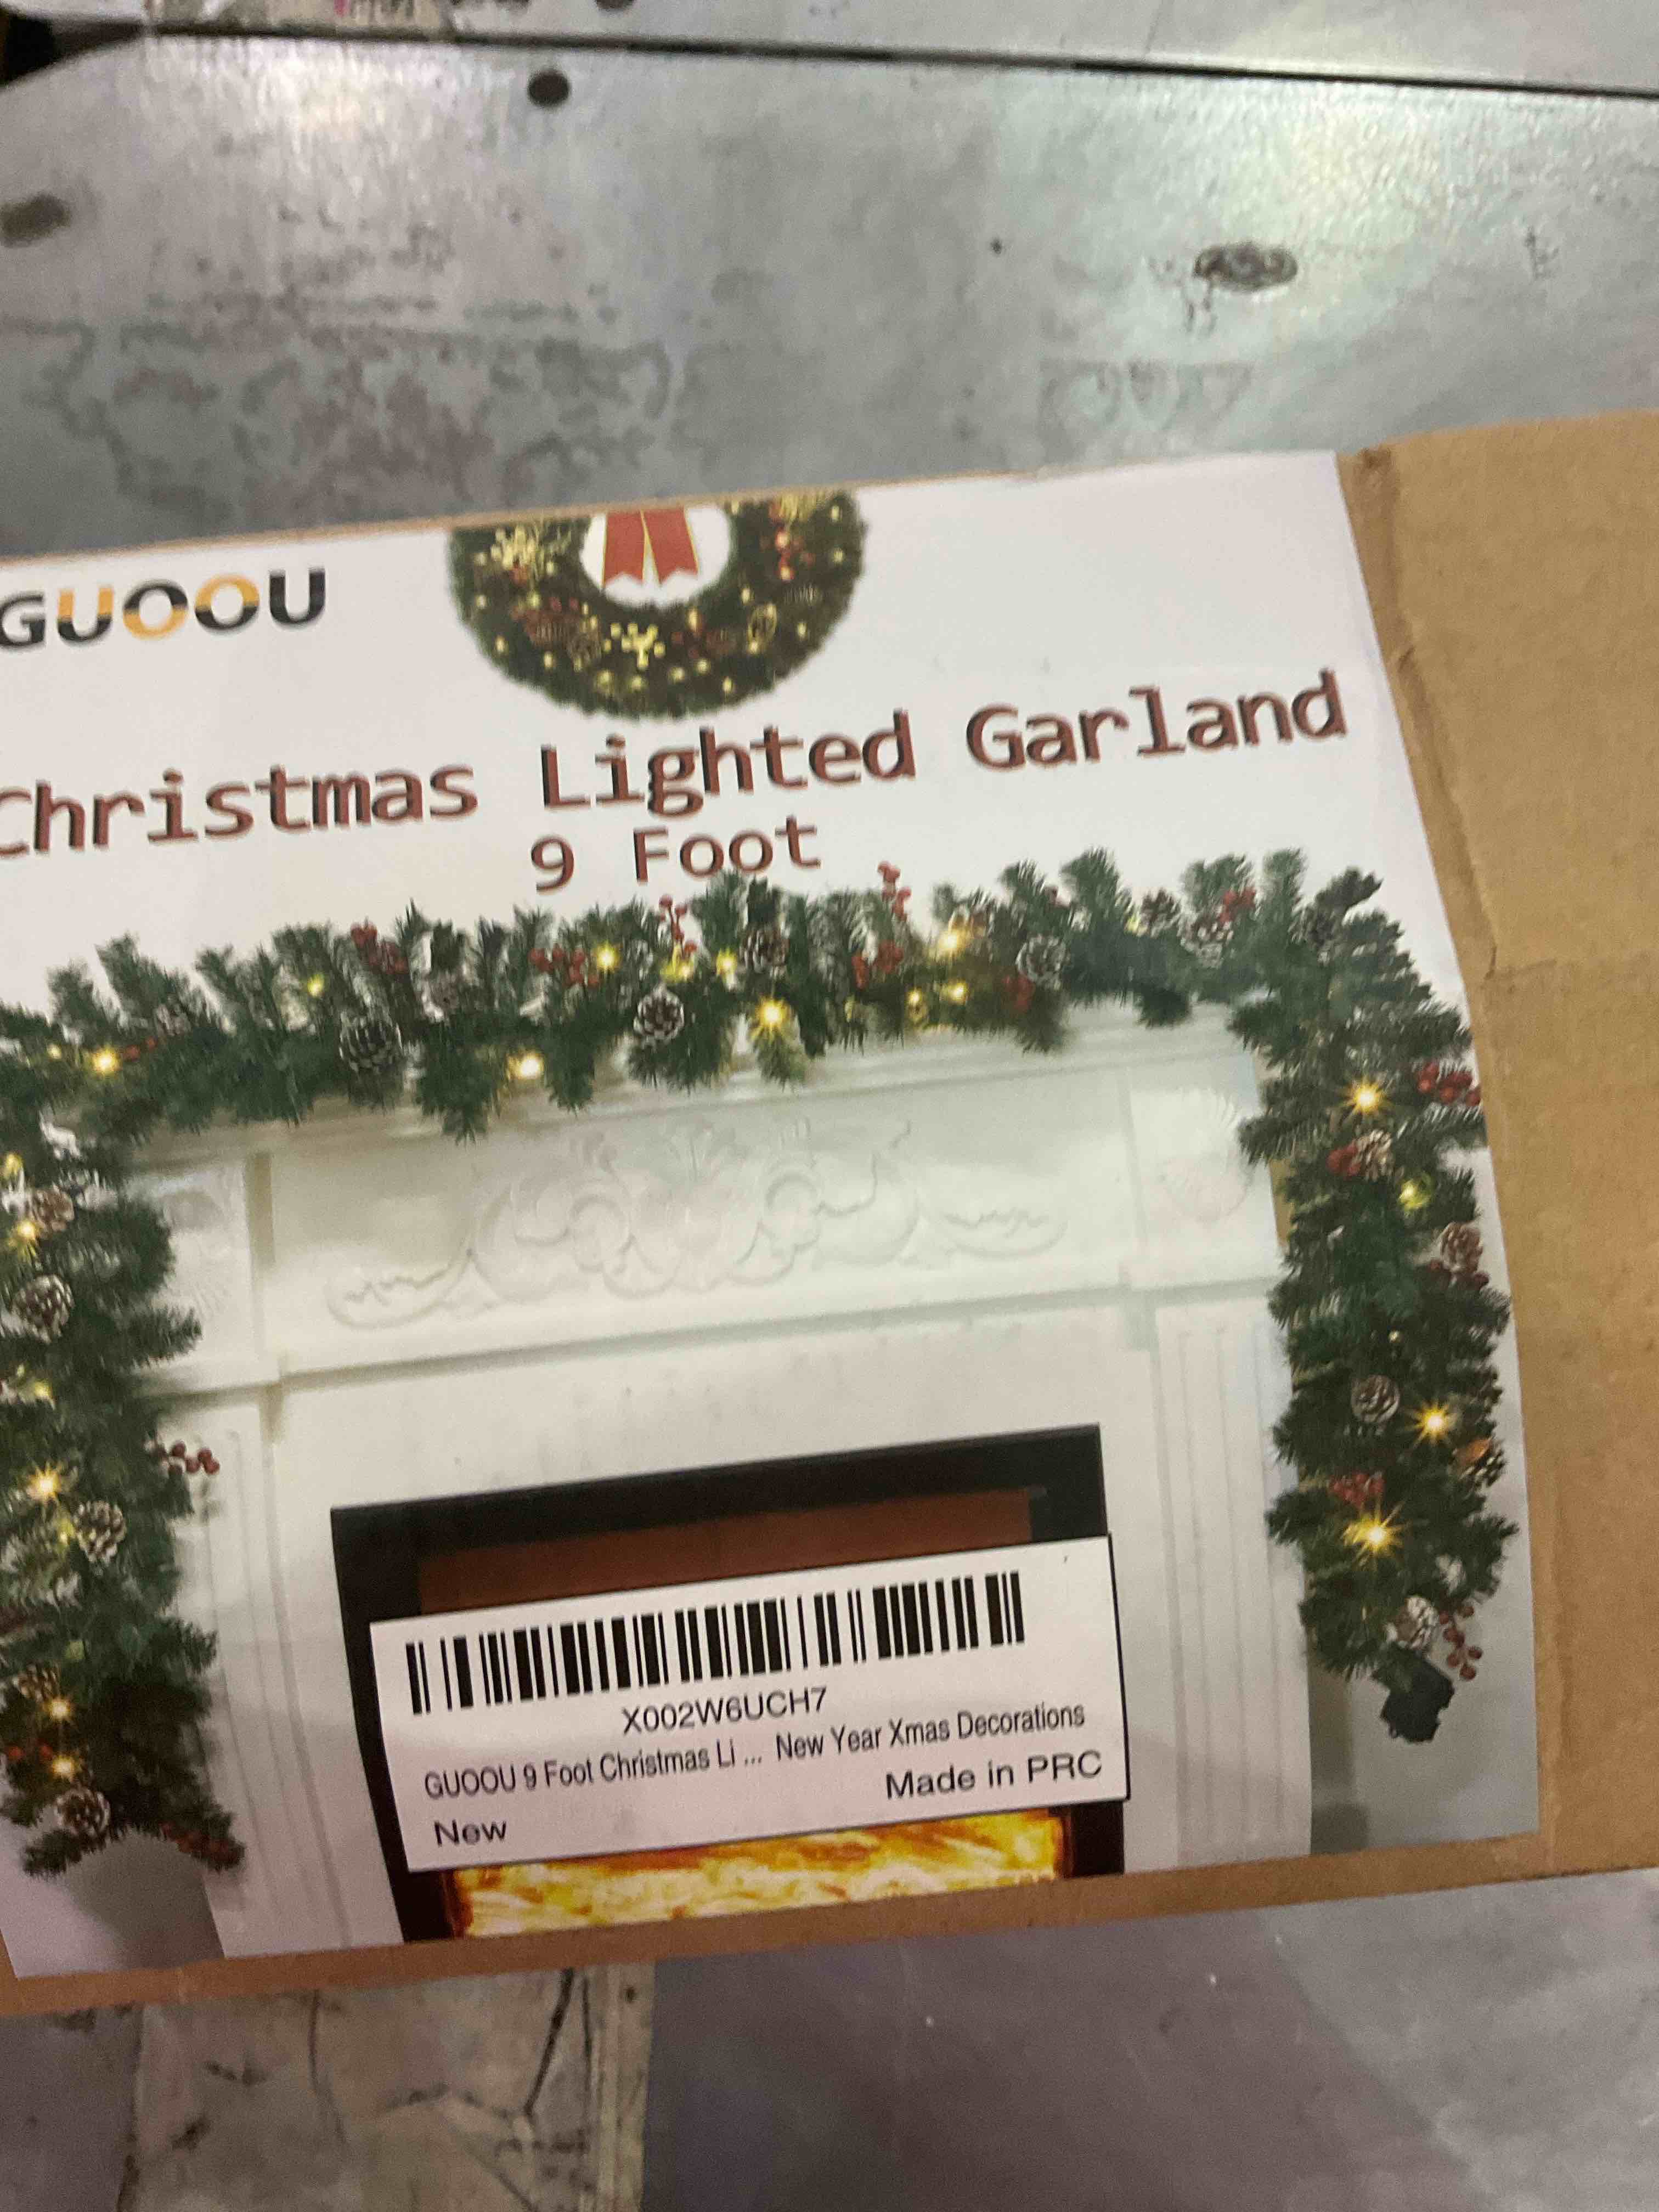 GUOOU
Christmas Lighted Garland
9 Foot
X002W6UCH7
GUOOU 9 Foot Christmas Li ... New Year Xmas Decorations
New
Made in PRC